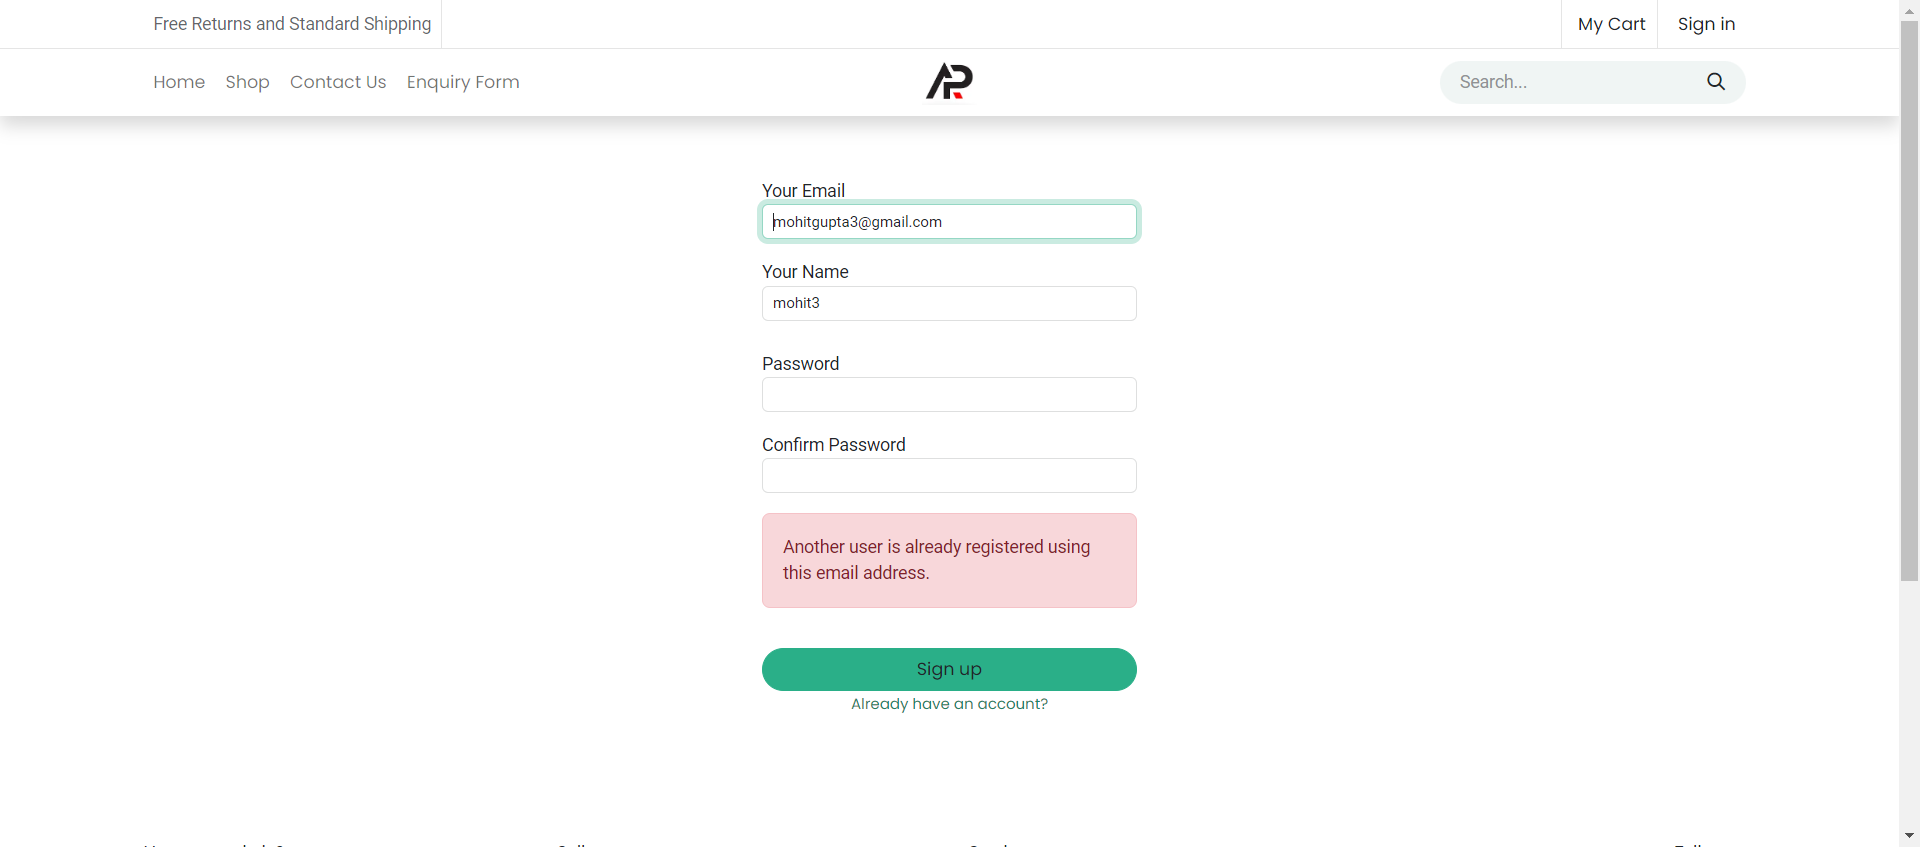 Free Returns and Standard Shipping
My Cart
Sign in
Home
Shop
Contact Us
Enquiry Form
Search...
Your Email
mohitgupta3@gmail.com
Your Name
mohit3
Password
Confirm Password
Another user is already registered using
this email address.
Sign up
Already have an account?